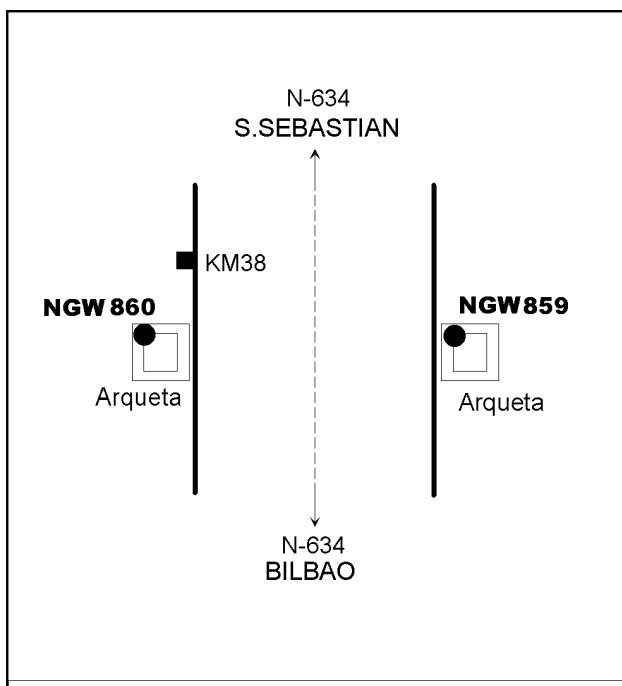 N-634
S.SEBASTIAN
KM38
NGW 860
NGW859
Arqueta
Arqueta
N-634
BILBAO